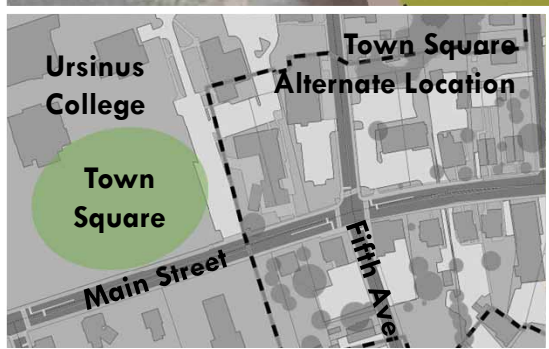 Ursinus
College
Town Square
Alternate Location
Town
Square
Main Street
Fifth Ave.